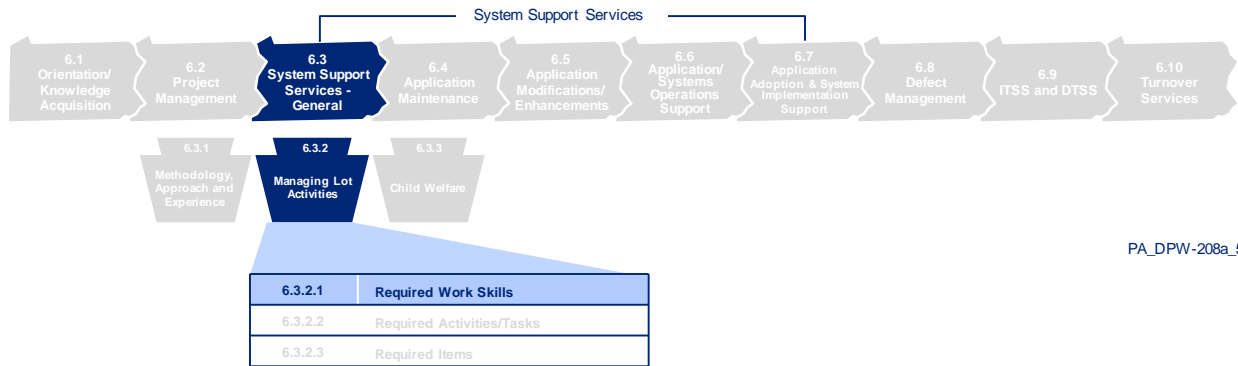 System Support Services
6.1
Orientation/
Knowledge
Acquisition
6.2
Project
Management
6.3
System Support
Services -
General
6.4
Application
Maintenance
6.5
Application
Modifications/
Enhancements
6.6
Application/
Systems
Operations
Support
6.7
Application
Adoption & System
Implementation
Support
6.8
Defect
Management
6.9
ITSS and DTSS
6.10
Turnover
Services
6.3.1
Methodology,
Approach and
Experience
6.3.2
Managing Lot
Activities
6.3.3
Child Welfare
PA_DPW-208a_5
6.3.2.1 Required Work Skills
6.3.2.2 Required Activities/Tasks
6.3.2.3 Required Items